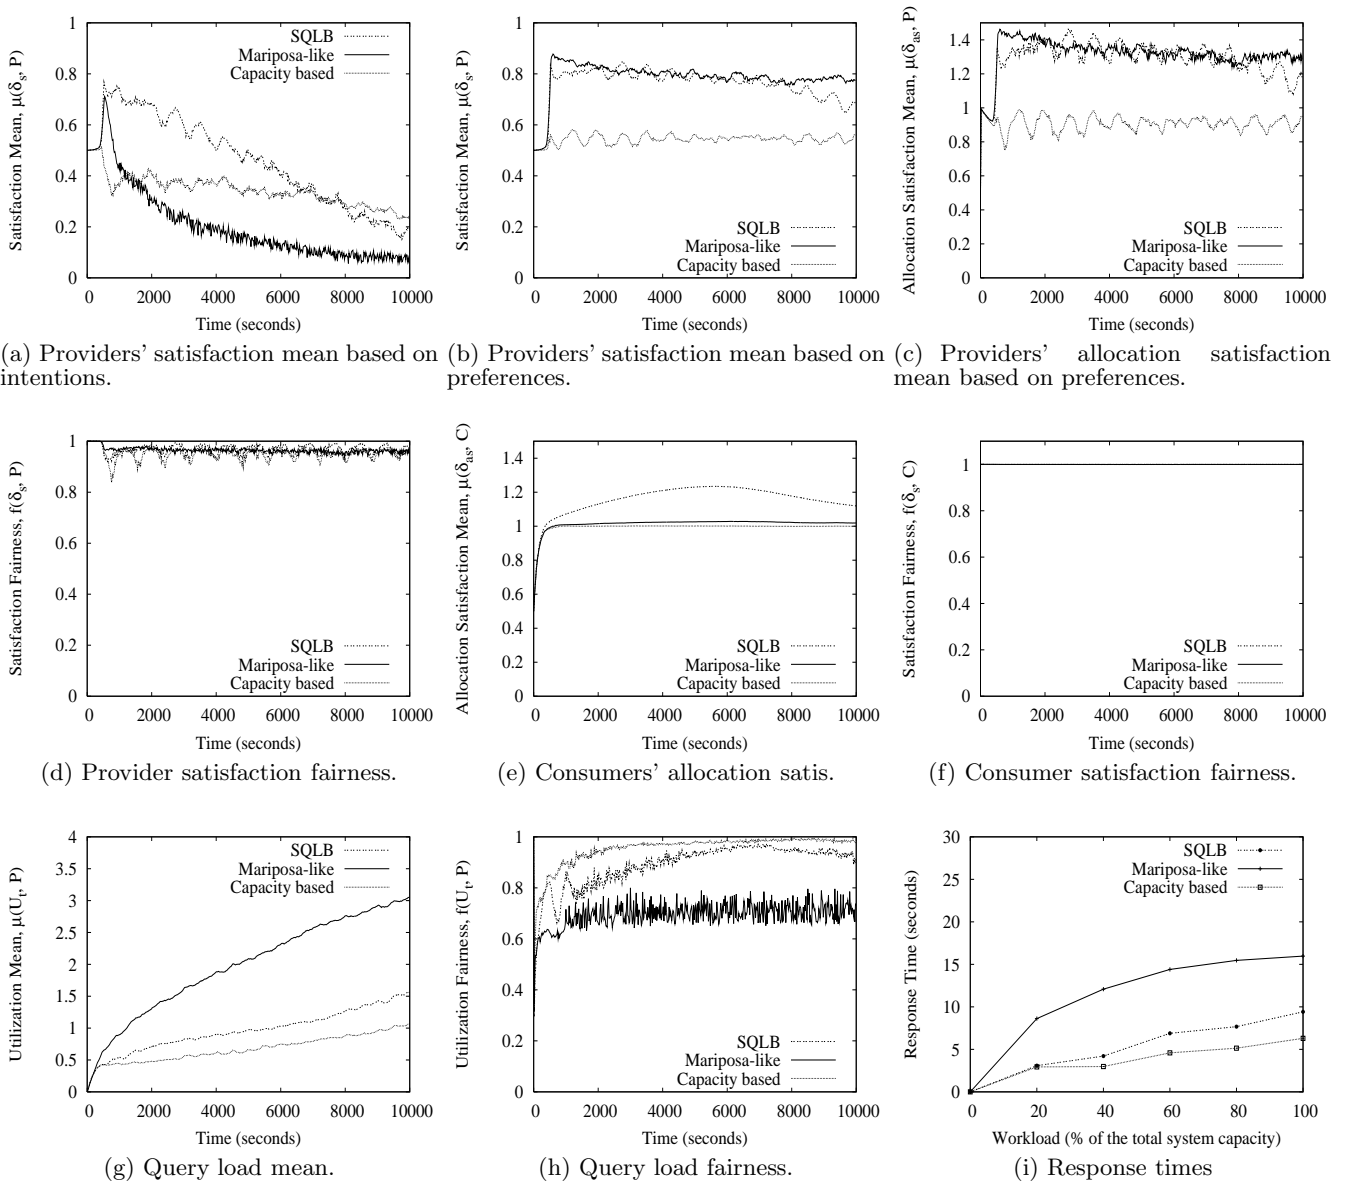 1
0.8
0.6
0.4
0.2
0
Satisfaction Mean, μ(δs, P)
SQLB
Mariposa-like
Capacity based
0 2000 4000 6000 8000 10000
Time (seconds)
(a) Providers' satisfaction mean based on
intentions.
1
0.8
0.6
0.4
0.2
0
Satisfaction Mean, μ(δs, P)
SQLB
Mariposa-like
Capacity based
0 2000 4000 6000 8000 10000
Time (seconds)
(b) Providers' satisfaction mean based on
preferences.
1.4
1.2
1
0.8
0.6
0.4
0.2
0
Allocation Satisfaction Mean, μ(δas, P)
SQLB
Mariposa-like
Capacity based
0 2000 4000 6000 8000 10000
Time (seconds)
(c) Providers' allocation satisfaction
mean based on preferences.
1
0.8
0.6
0.4
0.2
0
Satisfaction Fairness, f(δs, P)
SQLB
Mariposa-like
Capacity based
0 2000 4000 6000 8000 10000
Time (seconds)
(d) Provider satisfaction fairness.
1.4
1.2
1
0.8
0.6
0.4
0.2
0
Allocation Satisfaction Mean, μ(δas, C)
SQLB
Mariposa-like
Capacity based
0 2000 4000 6000 8000 10000
Time (seconds)
(e) Consumers' allocation satis.
1
0.8
0.6
0.4
0.2
0
Satisfaction Fairness, f(δs, C)
SQLB
Mariposa-like
Capacity based
0 2000 4000 6000 8000 10000
Time (seconds)
(f) Consumer satisfaction fairness.
4
3.5
3
2.5
2
1.5
1
0.5
0
Utilization Mean, μ(Ut, P)
SQLB
Mariposa-like
Capacity based
0 2000 4000 6000 8000 10000
Time (seconds)
(g) Query load mean.
1
0.8
0.6
0.4
0.2
0
Utilization Fairness, f(Ut, P)
SQLB
Mariposa-like
Capacity based
0 2000 4000 6000 8000 10000
Time (seconds)
(h) Query load fairness.
30
25
20
15
10
5
0
Response Time (seconds)
SQLB
Mariposa-like
Capacity based
0 20 40 60 80 100
Workload (% of the total system capacity)
(i) Response times